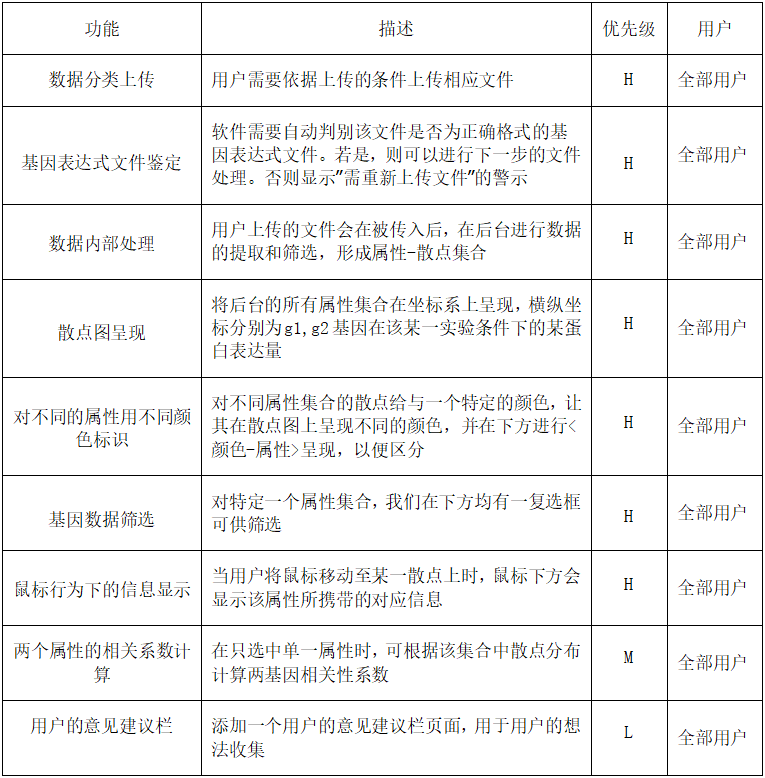 功能 描述 优先级 用户
数据分类上传 用户需要依据上传的条件上传相应文件 H 全部用户
基因表达式文件鉴定
软件需要自动判别该文件是否为正确格式的基
因表达式文件。若是，则可以进行下一步的文件
处理。否则显示"需重新上传文件"的警示
H 全部用户
数据内部处理
用户上传的文件会在被传入后，在后台进行数据
的提取和筛选，形成属性-散点集合
H 全部用户
散点图呈现
将后台的所有属性集合在坐标系上呈现，横纵坐
标分别为g1,g2基因在该某一实验条件下的某蛋
白表达量
H 全部用户
对不同的属性用不同颜
色标识
对不同属性集合的散点给与一个特定的颜色，让
其在散点图上呈现不同的颜色，并在下方进行<
颜色-属性>呈现，以便区分
H 全部用户
基因数据筛选
对特定一个属性集合，我们在下方均有一复选框
可供筛选
H 全部用户
鼠标行为下的信息显示
当用户将鼠标移动至某一散点上时，鼠标下方会
显示该属性所携带的对应信息
H 全部用户
两个属性的相关系数计
算
在只选中单一属性时，可根据该集合中散点分布
计算两基因相关性系数
M 全部用户
用户的意见建议栏
添加一个用户的意见建议栏页面，用于用户的想
法收集
L 全部用户